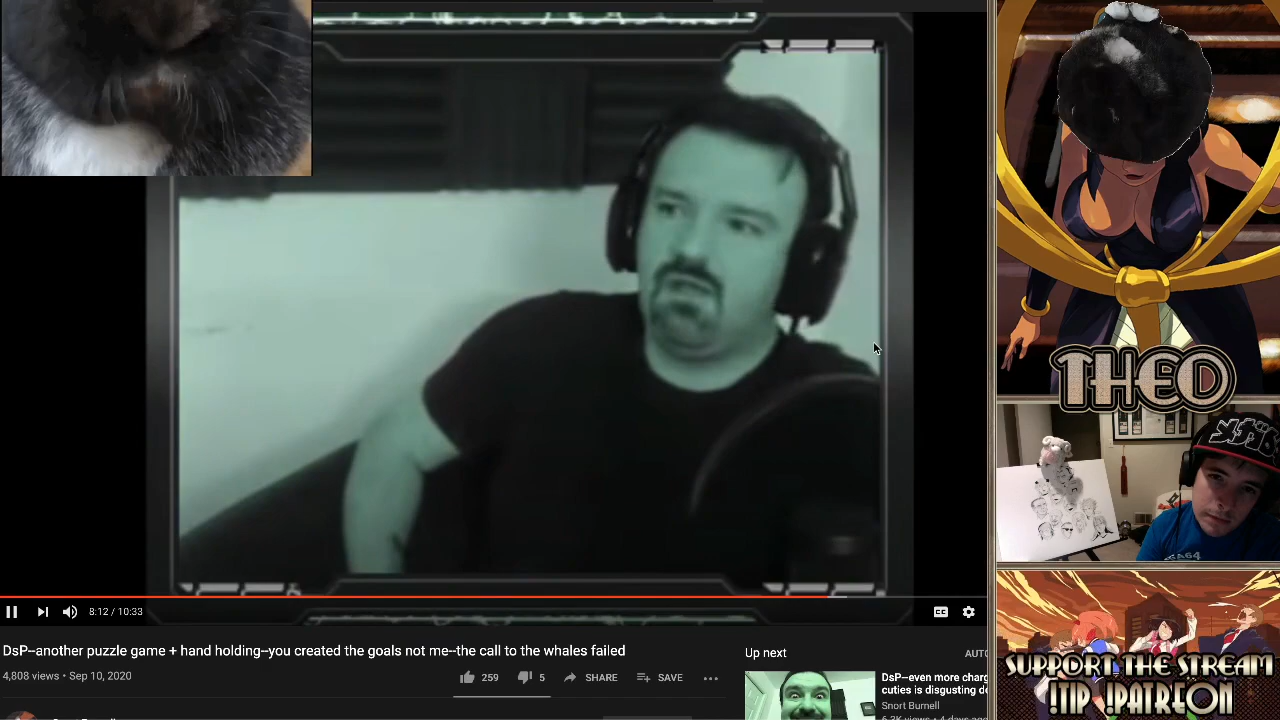 THEO
8:12 / 10:33
CC
DsP--another puzzle game + hand holding--you created the goals not me--the call to the whales failed
4,808 views • Sep 10, 2020
259
5
SHARE
SAVE
Up next
AUTO
DsP--even more charg
cuties is disgusting de
Snort Burnell
SUPPORT THE STREAM
!TIP !PATREON